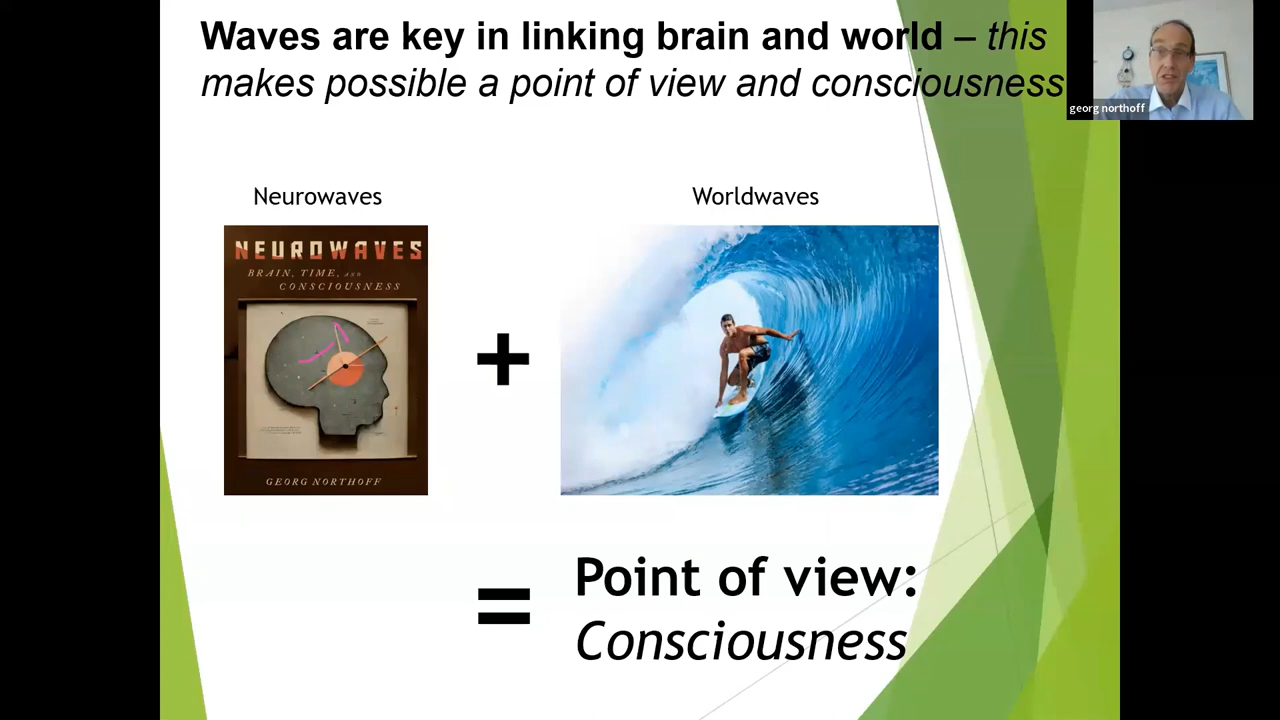 Waves are key in linking brain and world – this
makes possible a point of view and consciousness
georg northoff
Neurowaves
Worldwaves
NEUROWAVES
BRAIN, TIME, AND
CONSCIOUSNESS
GEORG NORTHOFF
+
= Point of view:
Consciousness